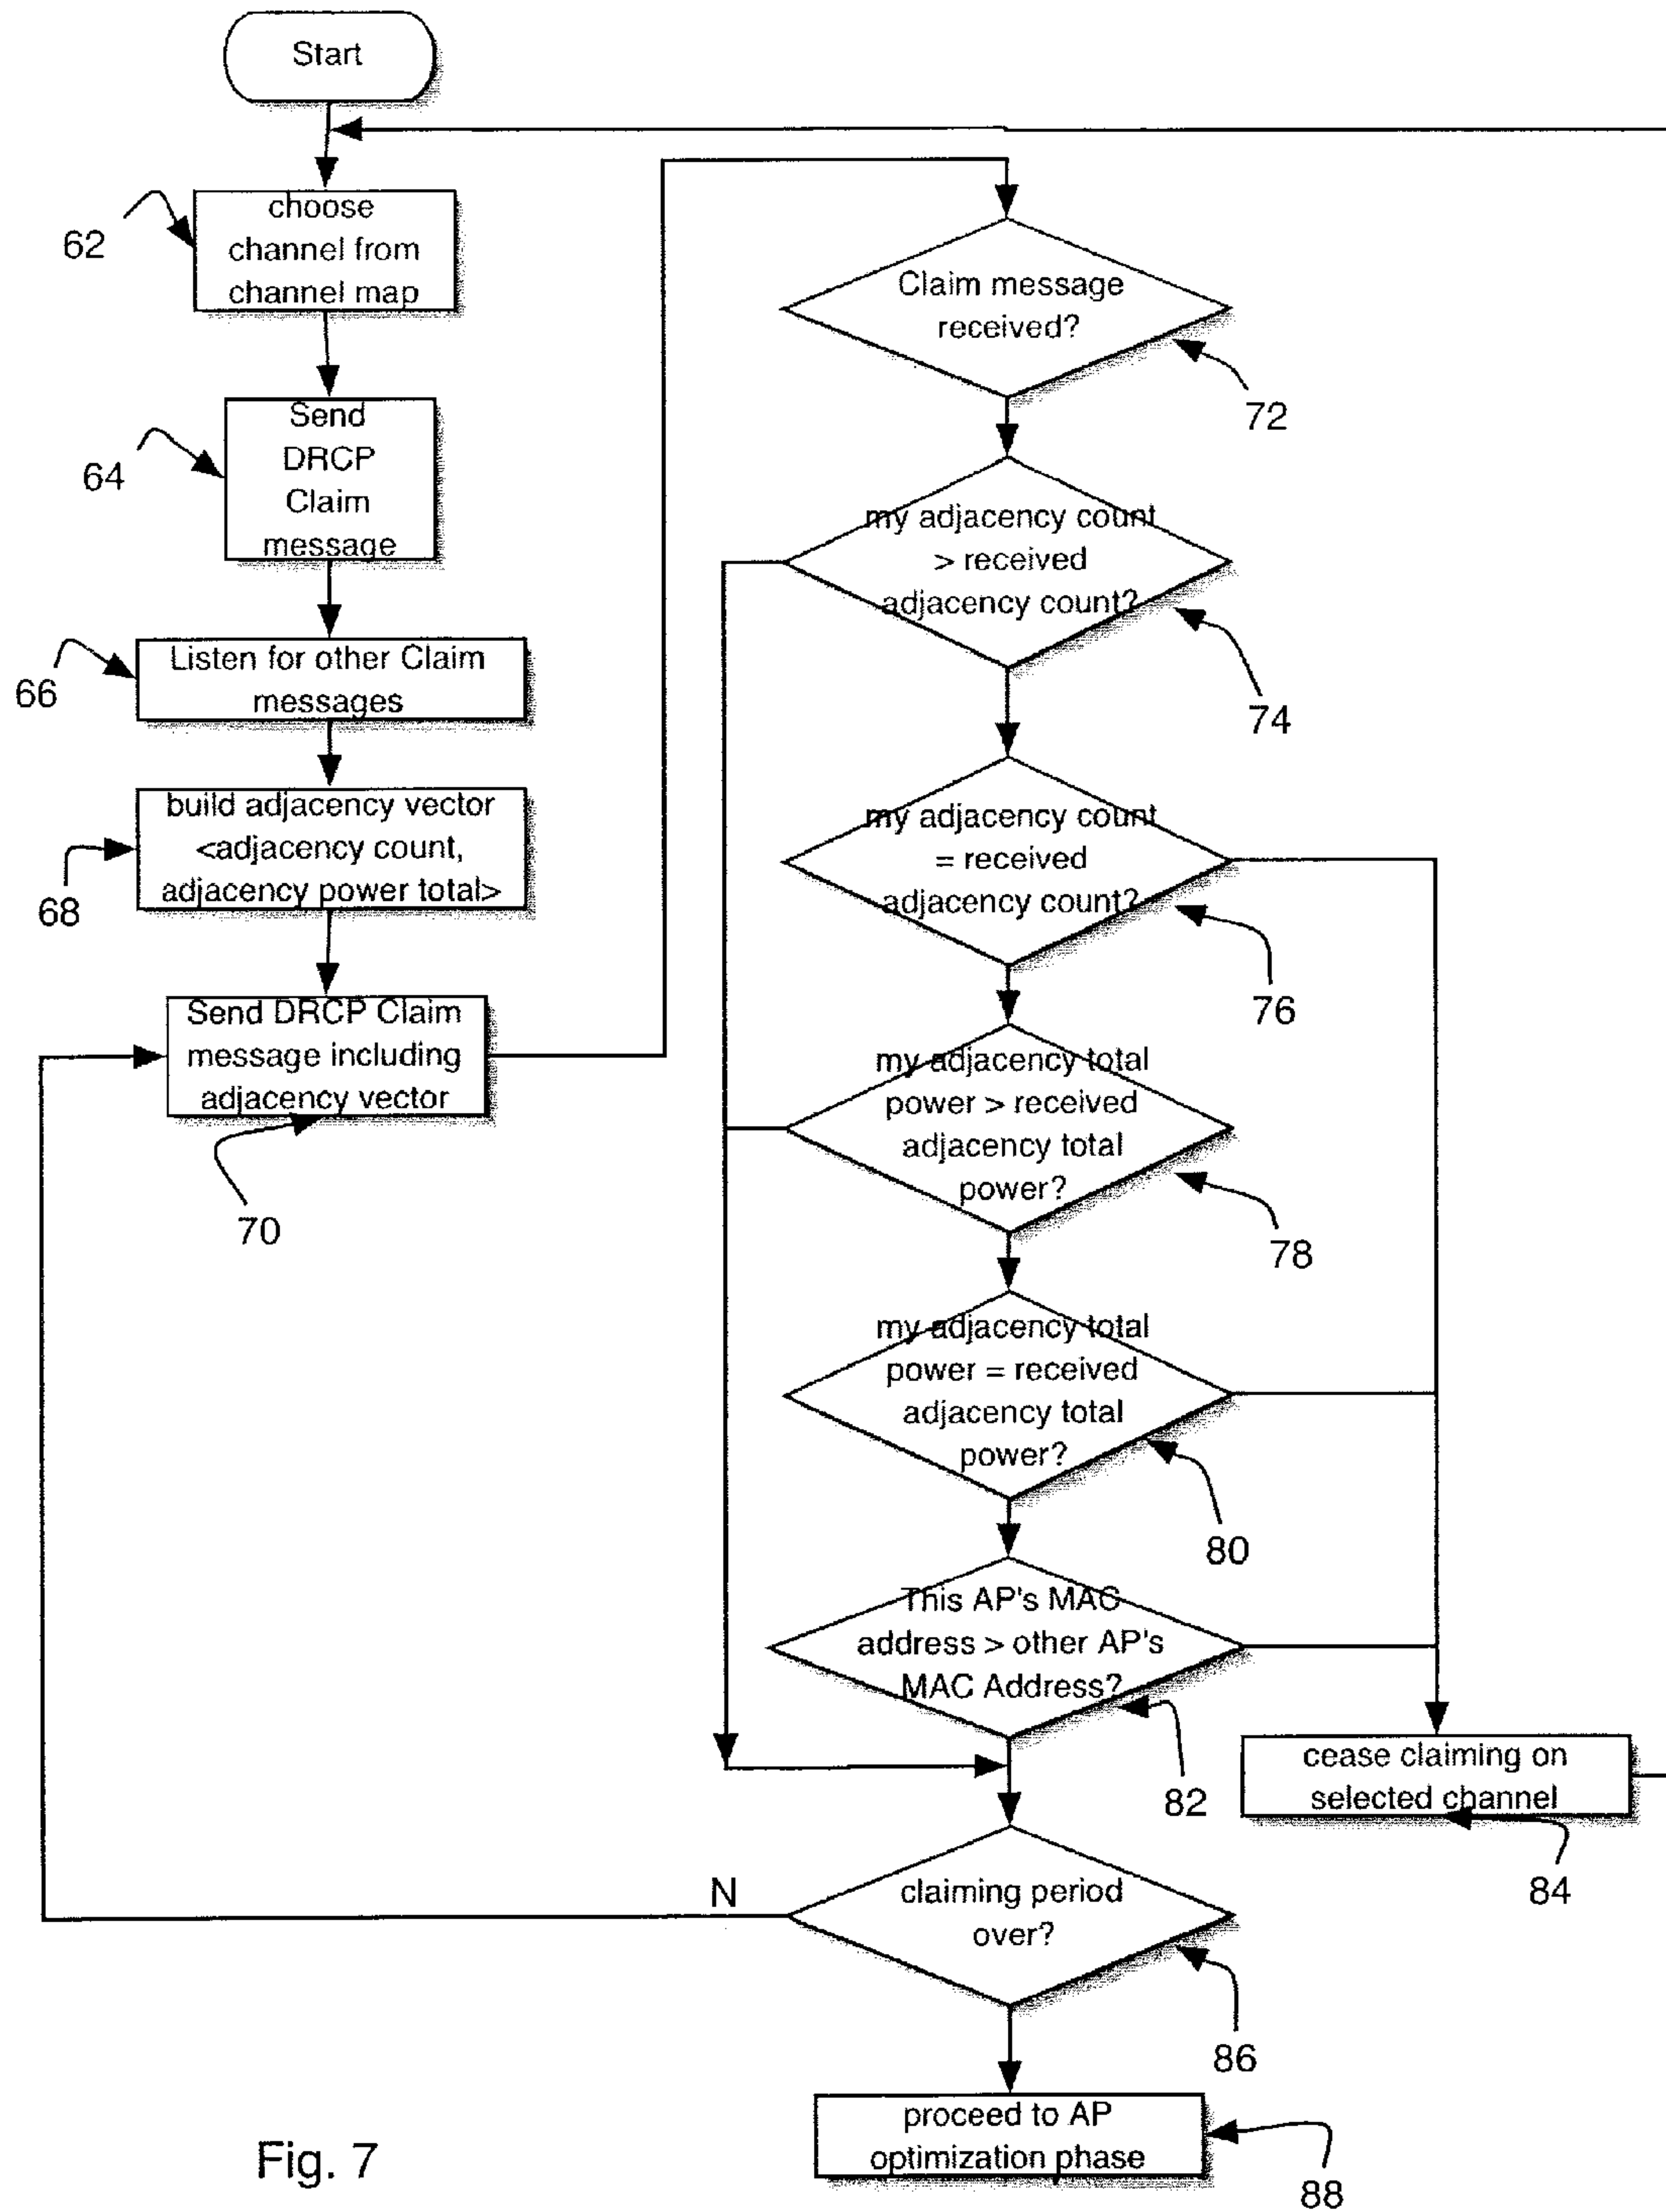 Start
choose
channel from
channel map
62
Send
DRCP
Claim
message
64
Listen for other Claim
messages
66
build adjacency vector
<adjacency count,
adjacency power total>
68
Send DRCP Claim
message including
adjacency vector
70
Claim message
received?
72
my adjacency count
> received
adjacency count?
74
my adjacency count
= received
adjacency count?
76
my adjacency total
power > received
adjacency total
power?
78
my adjacency total
power = received
adjacency total
power?
80
This AP's MAC
address > other AP's
MAC Address?
82
cease claiming on
selected channel
84
N
claiming period
over?
86
proceed to AP
optimization phase
88
Fig. 7